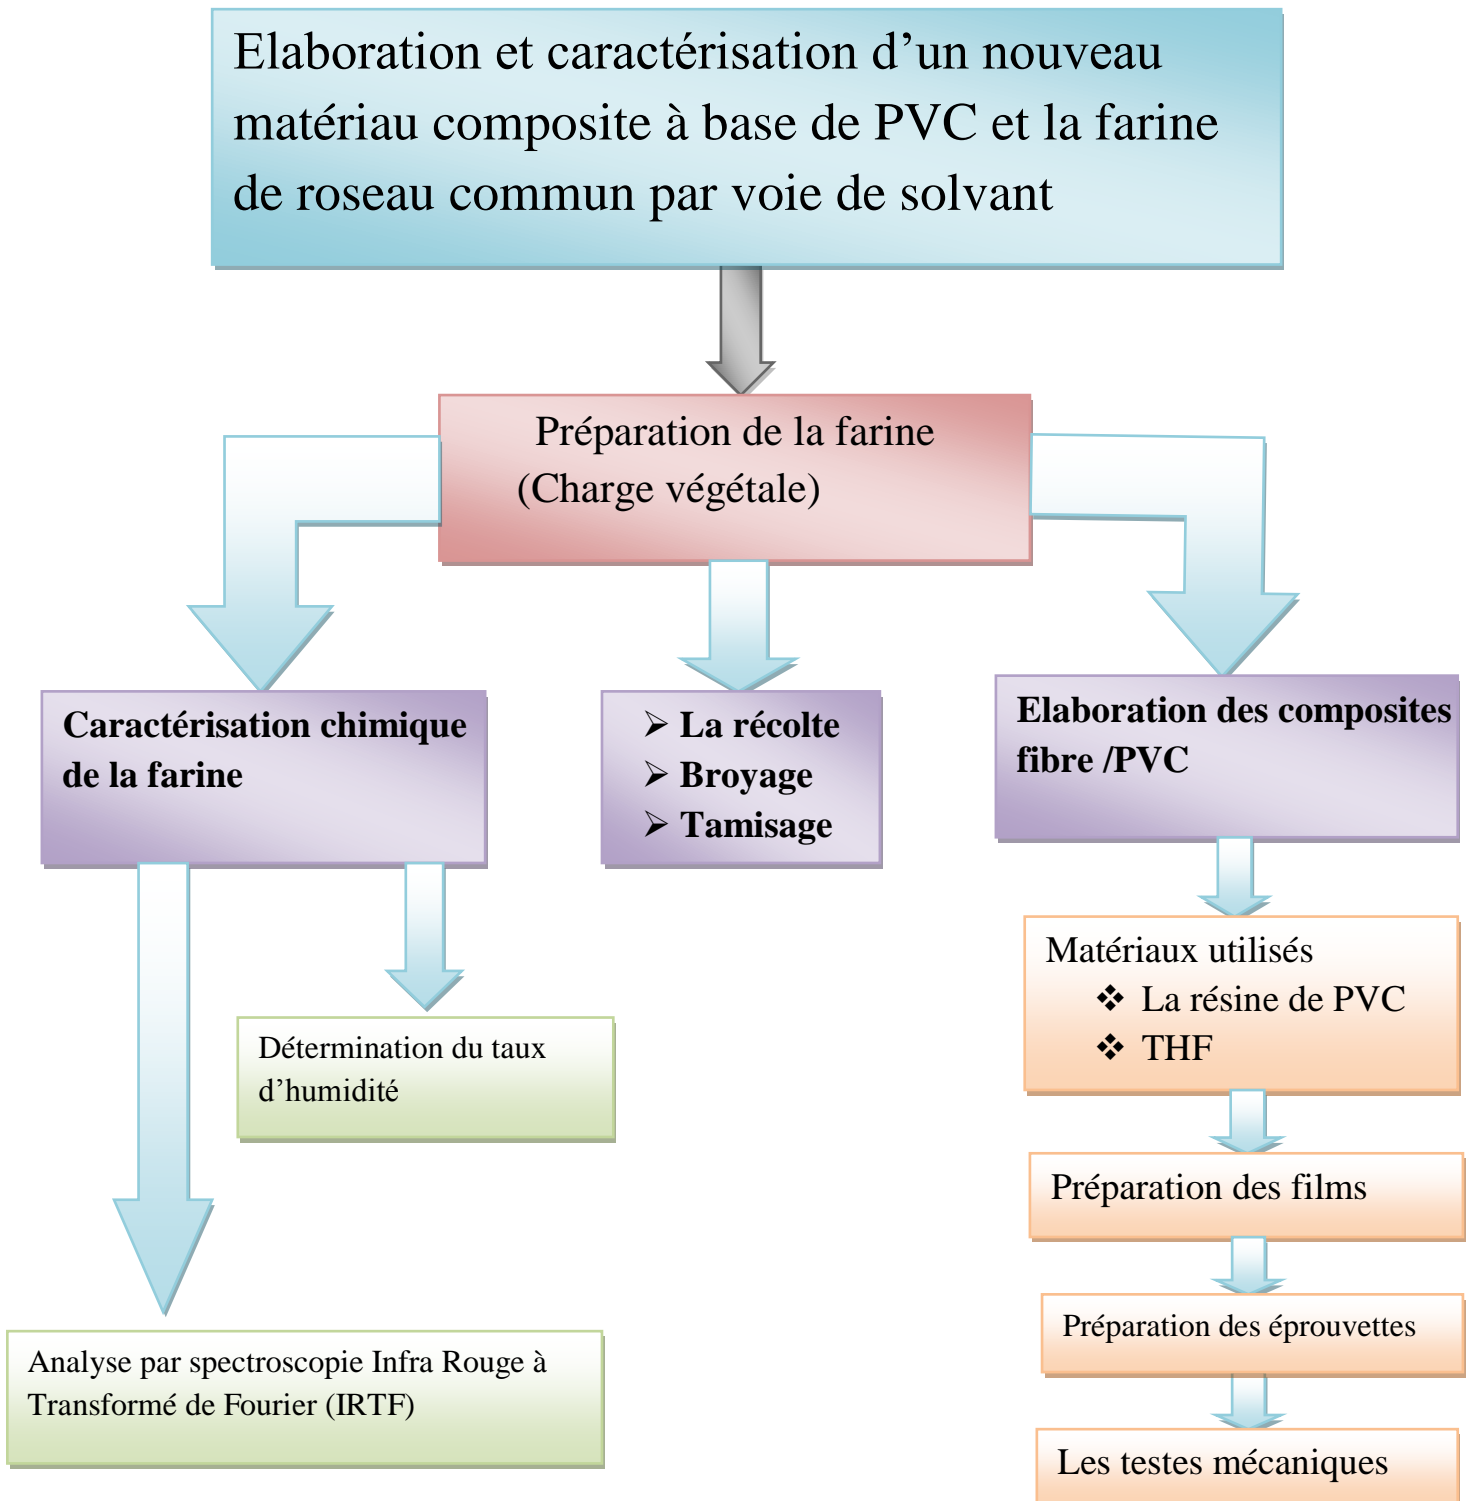 Elaboration et caractérisation d’un nouveau
matériau composite à base de PVC et la farine
de roseau commun par voie de solvant
Préparation de la farine
(Charge végétale)
Caractérisation chimique
de la farine
➢ La récolte
➢ Broyage
➢ Tamisage
Elaboration des composites
fibre /PVC
Matériaux utilisés
❖ La résine de PVC
❖ THF
Détermination du taux
d’humidité
Préparation des films
Préparation des éprouvettes
Analyse par spectroscopie Infra Rouge à
Transformé de Fourier (IRTF)
Les testes mécaniques